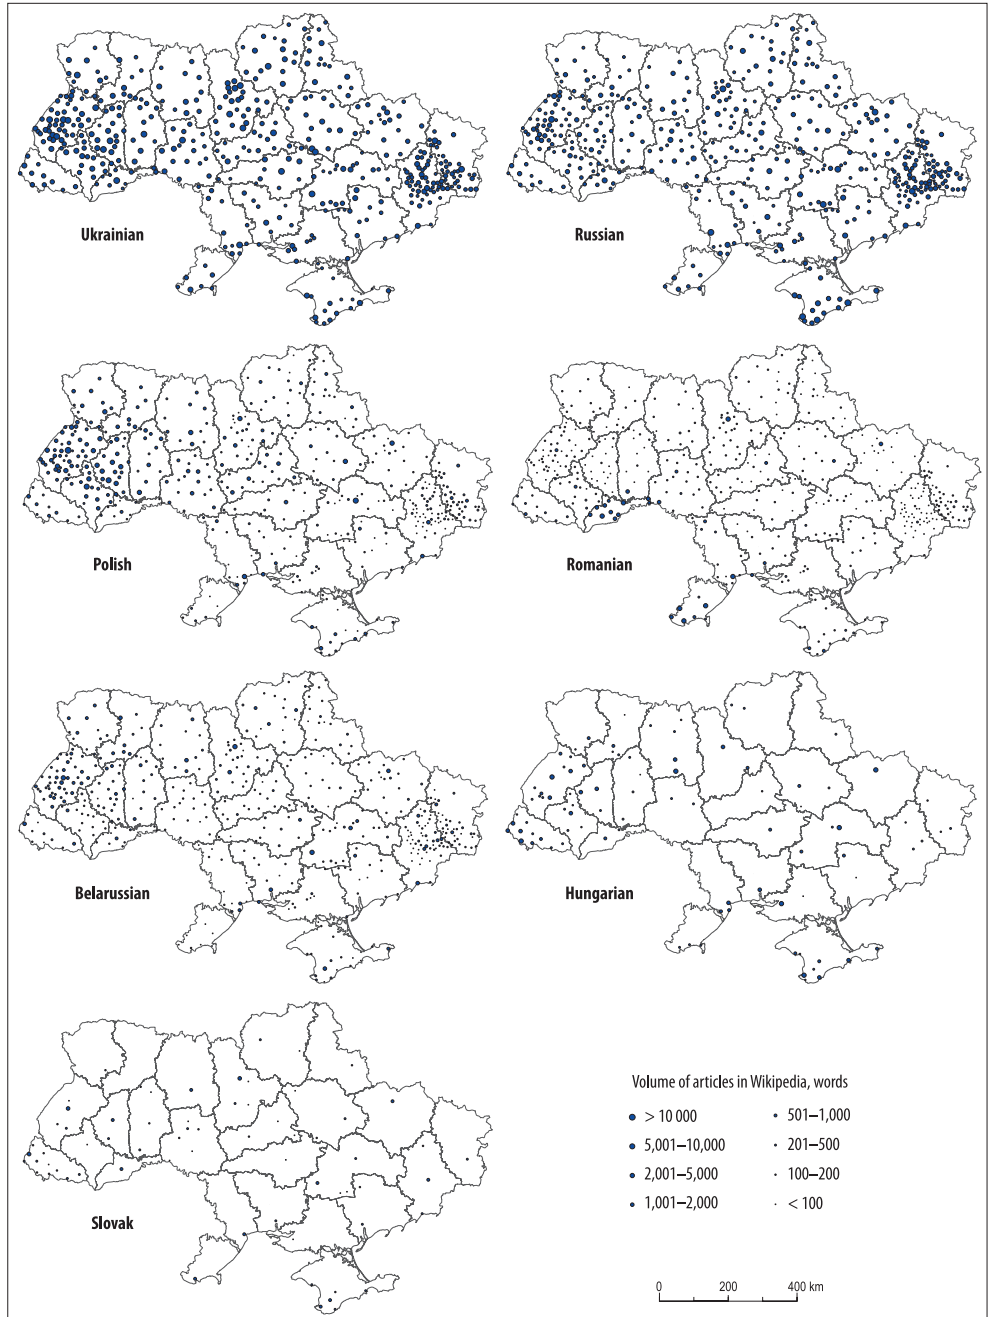 Ukrainian
Russian
Polish
Romanian
Belarussian
Hungarian
Slovak
Volume of articles in Wikipedia, words
> 10 000
5,001–10,000
2,001–5,000
1,001–2,000
501–1,000
201–500
100–200
< 100
0 200 400 km